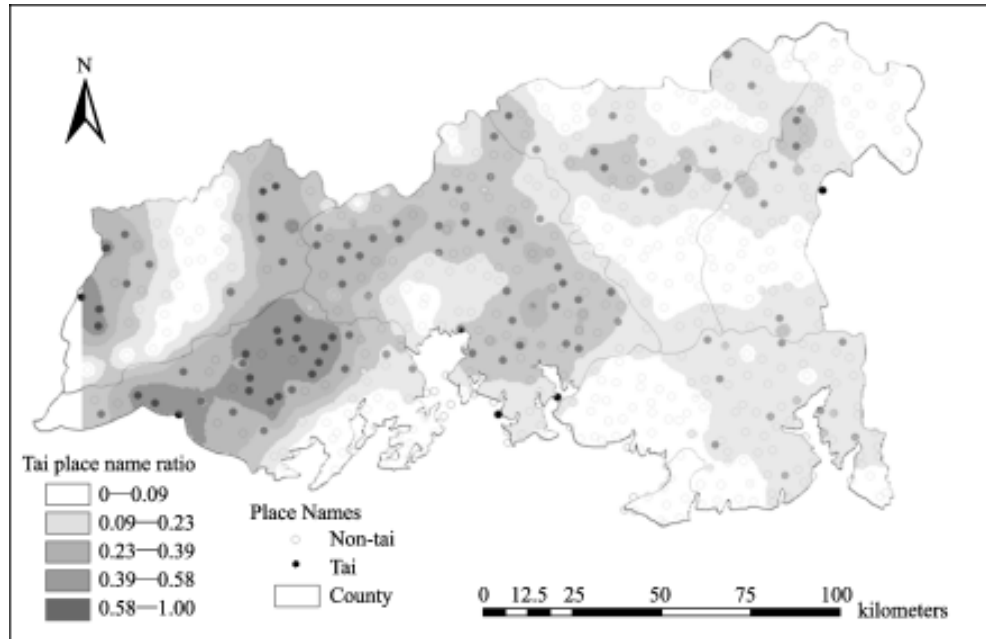 N
Tai place name ratio
0—0.09
0.09—0.23
0.23—0.39
0.39—0.58
0.58—1.00
Place Names
Non-tai
Tai
County
0 12.5 25 50 75 100
kilometers